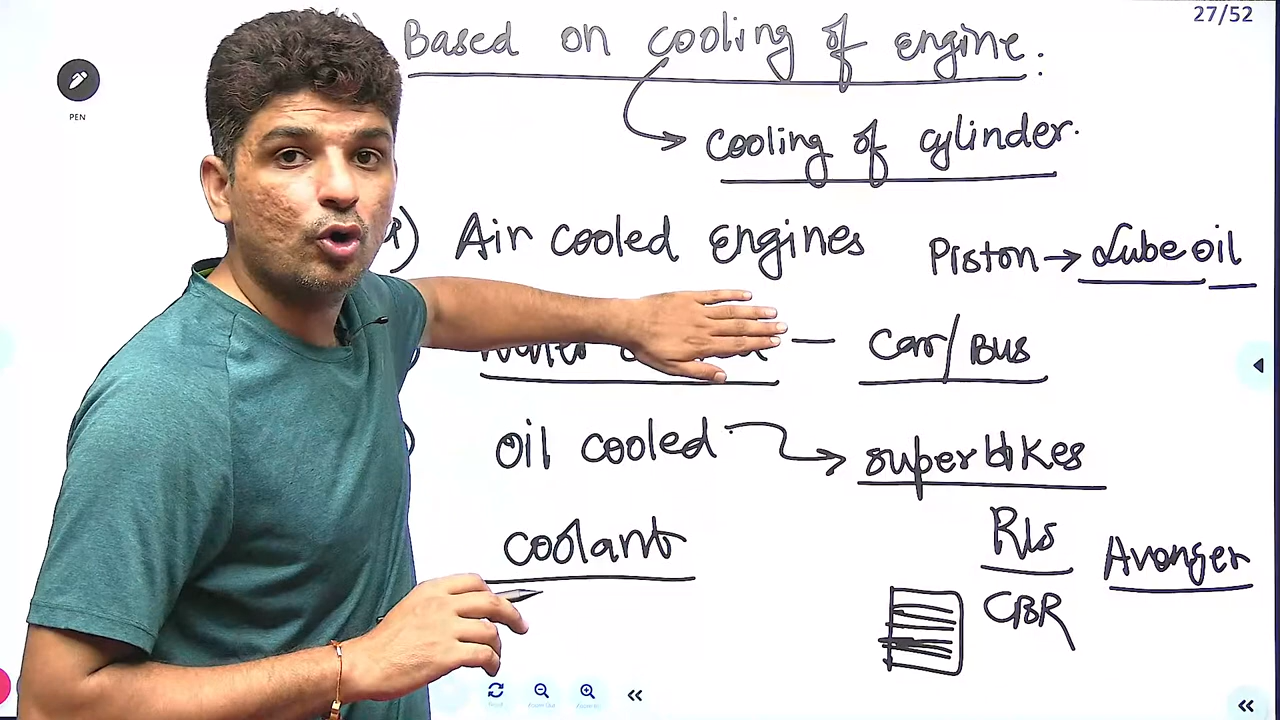 27/52
Based on cooling of engine.
PEN
cooling of cylinder.
Air cooled engines
Piston → Lube oil
— Car/Bus
oil cooled
superbikes
coolant
R15
Avenger
CBR